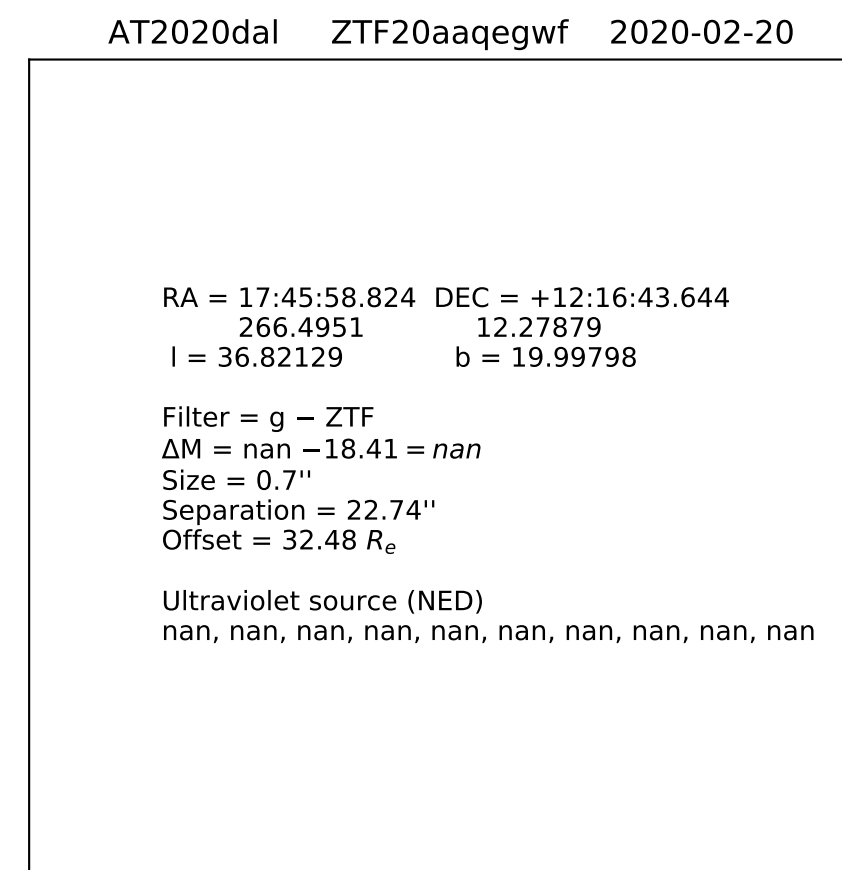 AT2020dal ZTF20aaqegwf 2020-02-20
RA = 17:45:58.824 DEC = +12:16:43.644
266.4951 12.27879
l = 36.82129 b = 19.99798
Filter = g − ZTF
ΔM = nan −18.41 = nan
Size = 0.7''
Separation = 22.74''
Offset = 32.48 Rₑ
Ultraviolet source (NED)
nan, nan, nan, nan, nan, nan, nan, nan, nan, nan